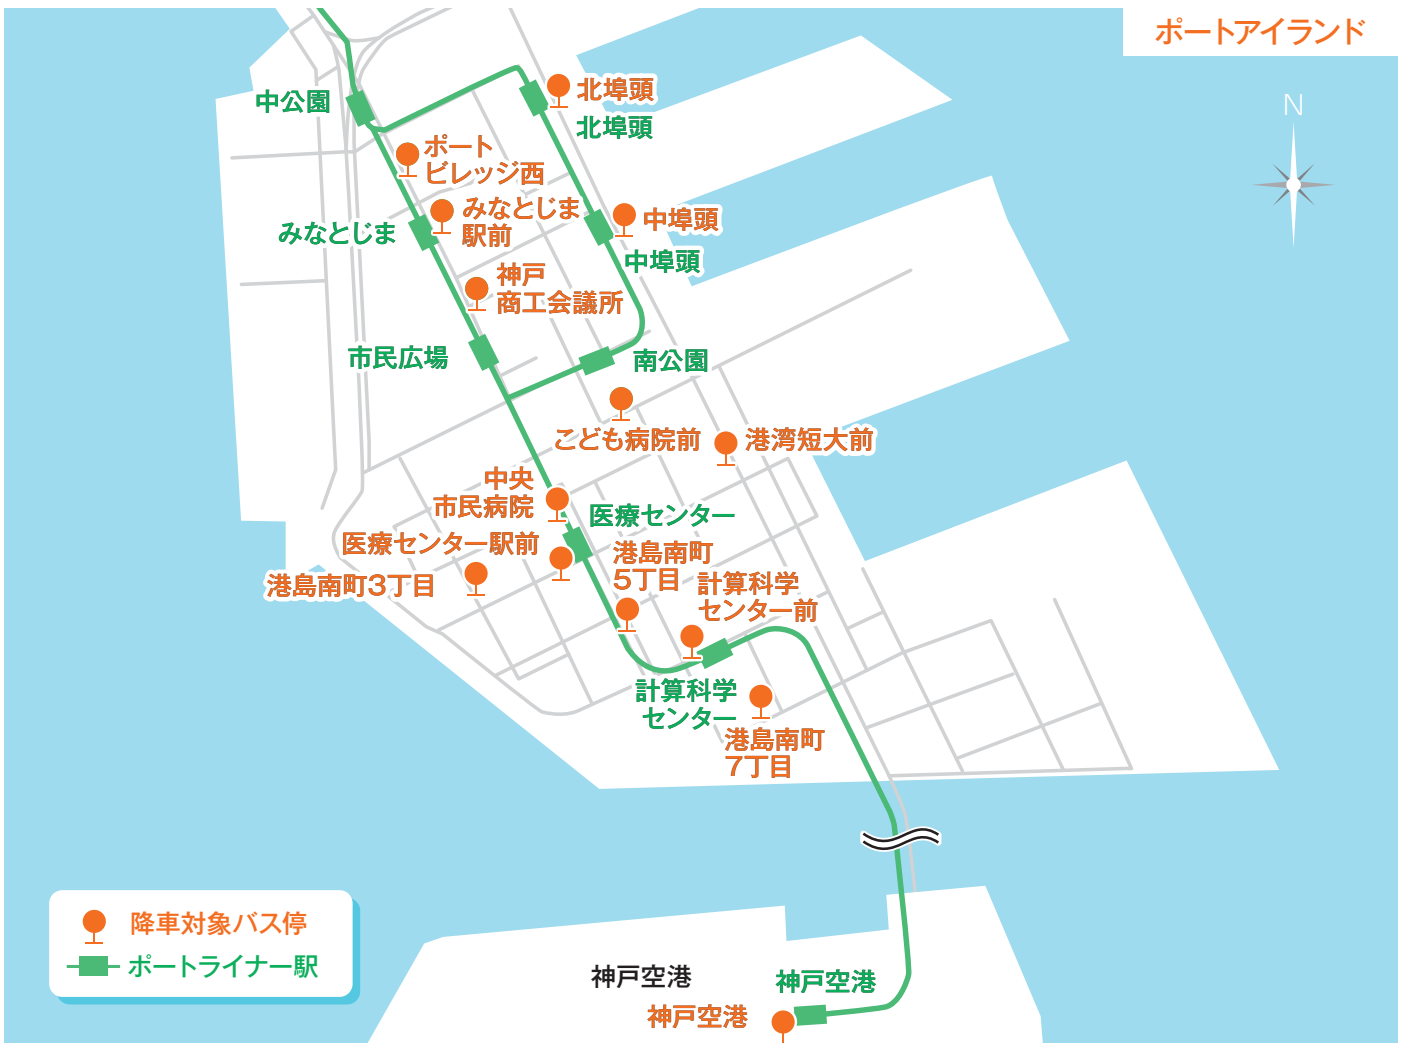 ポートアイランド
N
北埠頭
中公園
北埠頭
ポート
ビレッジ西
みなとじま
駅前
中埠頭
みなとじま
中埠頭
神戸
商工会議所
市民広場
南公園
こども病院前
港湾短大前
中央
市民病院
医療センター
医療センター駅前
港島南町
5丁目
港島南町3丁目
計算科学
センター前
計算科学
センター
港島南町
7丁目
降車対象バス停
ポートライナー駅
神戸空港
神戸空港
神戸空港